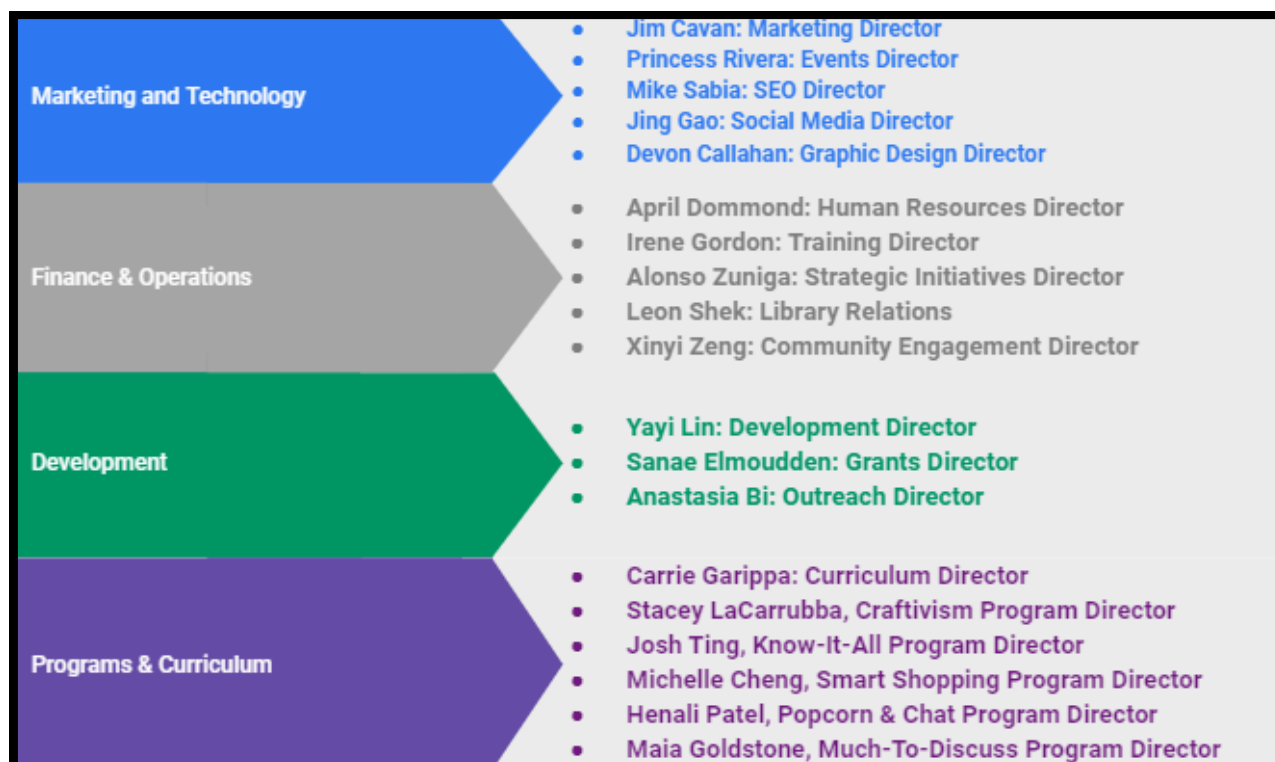 Marketing and Technology
Jim Cavan: Marketing Director
Princess Rivera: Events Director
Mike Sabia: SEO Director
Jing Gao: Social Media Director
Devon Callahan: Graphic Design Director
Finance & Operations
April Dommond: Human Resources Director
Irene Gordon: Training Director
Alonso Zuniga: Strategic Initiatives Director
Leon Shek: Library Relations
Xinyi Zeng: Community Engagement Director
Development
Yayi Lin: Development Director
Sanae Elmoudden: Grants Director
Anastasia Bi: Outreach Director
Programs & Curriculum
Carrie Garippa: Curriculum Director
Stacey LaCarrubba, Craftivism Program Director
Josh Ting, Know-It-All Program Director
Michelle Cheng, Smart Shopping Program Director
Henali Patel, Popcorn & Chat Program Director
Maia Goldstone, Much-To-Discuss Program Director